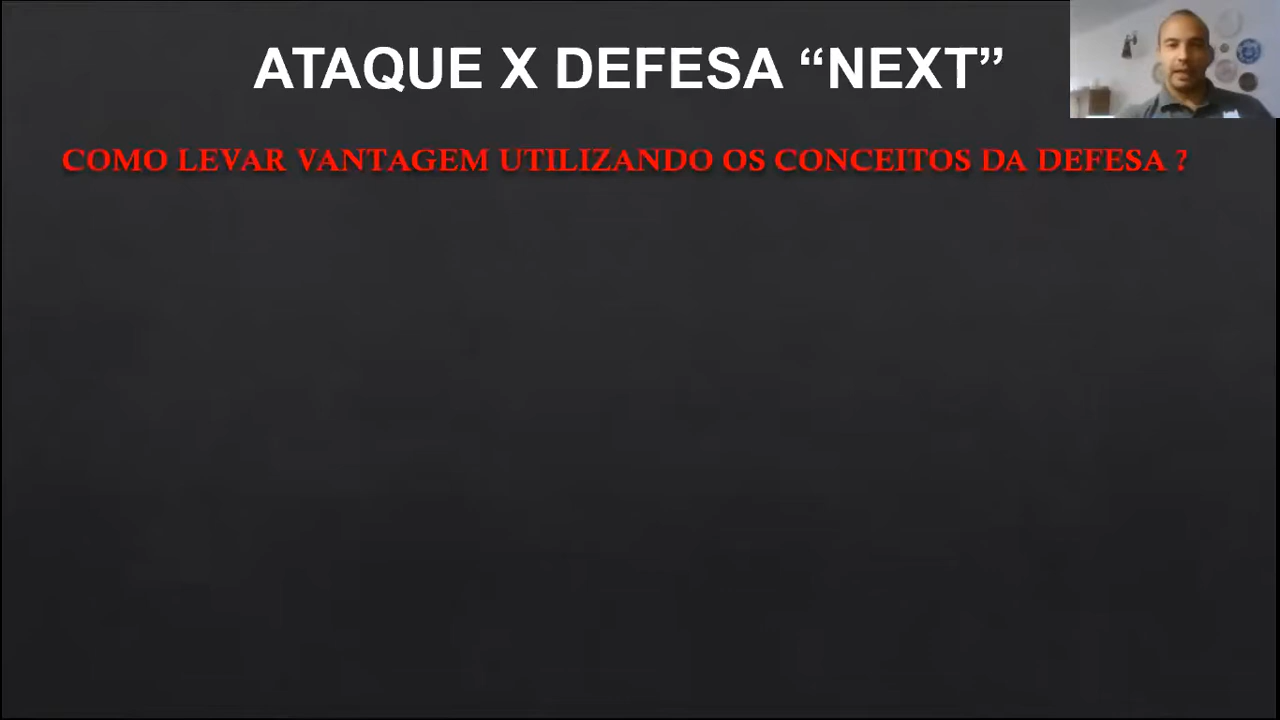 ATAQUE X DEFESA “NEXT”
COMO LEVAR VANTAGEM UTILIZANDO OS CONCEITOS DA DEFESA ?